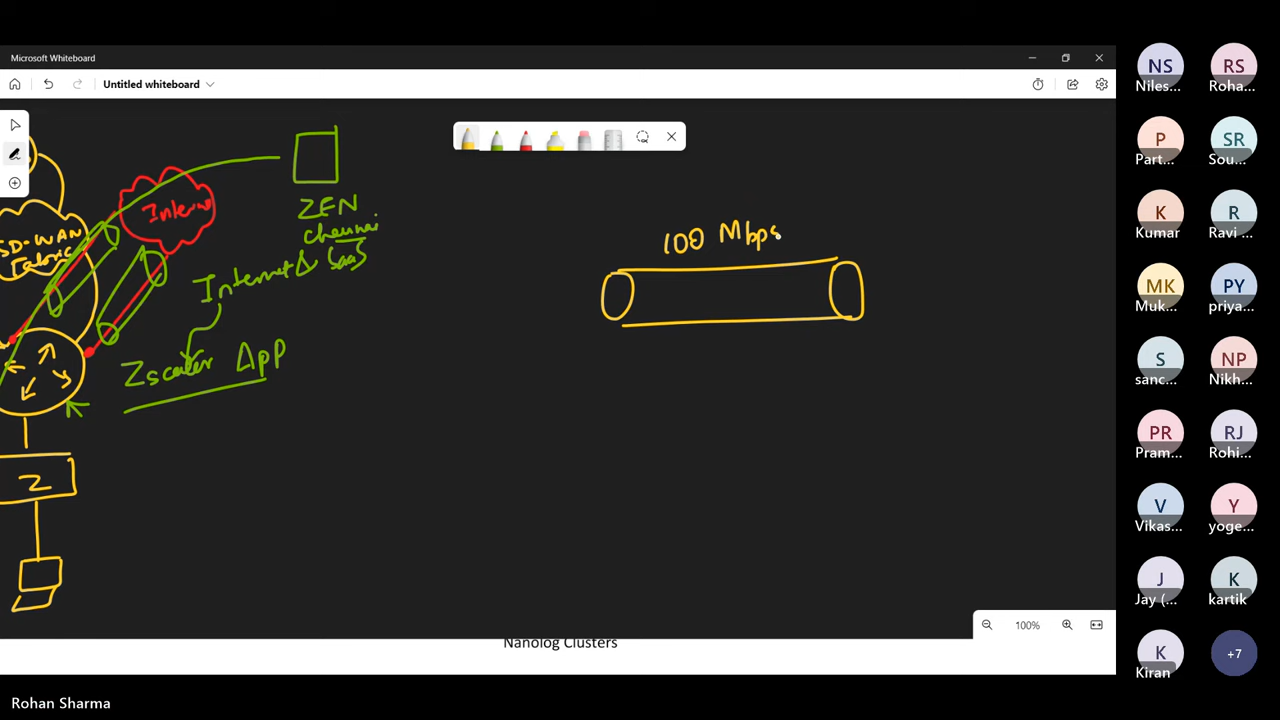 Microsoft Whiteboard
Untitled whiteboard
SD-WAN
Fabric
Internet
ZEN
chennai
Internet & SaaS
Zscaler App
Z
100 Mbps
100%
Nanolog Clusters
Rohan Sharma
NS
Niles...
RS
Roha...
P
Part...
SR
Sou...
K
Kumar
R
Ravi ...
MK
Muk...
PY
priya...
S
sanc...
NP
Nikh...
PR
Pram...
RJ
Rohi...
V
Vikas...
Y
yoge...
J
Jay (...
K
kartik
K
Kiran
+7